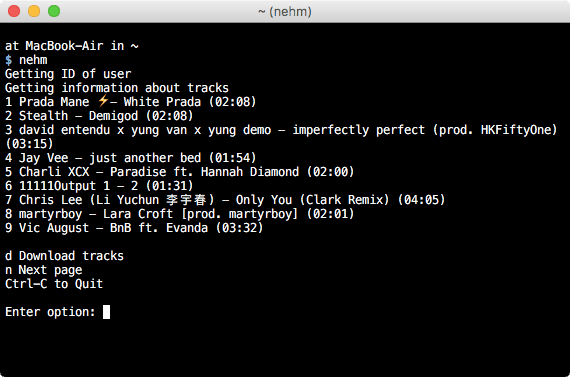 ~ (nehm)
at MacBook-Air in ~
$ nehm
Getting ID of user
Getting information about tracks
1 Prada Mane ⚡— White Prada (02:08)
2 Stealth — Demigod (02:08)
3 david entendu x yung van x yung demo — imperfectly perfect (prod. HKFiftyOne)
(03:15)
4 Jay Vee — just another bed (01:54)
5 Charli XCX — Paradise ft. Hannah Diamond (02:00)
6 11111Output 1 — 2 (01:31)
7 Chris Lee (Li Yuchun 李宇春) — Only You (Clark Remix) (04:05)
8 martyrboy — Lara Croft [prod. martyrboy] (02:01)
9 Vic August — BnB ft. Evanda (03:32)
d Download tracks
n Next page
Ctrl-C to Quit
Enter option: